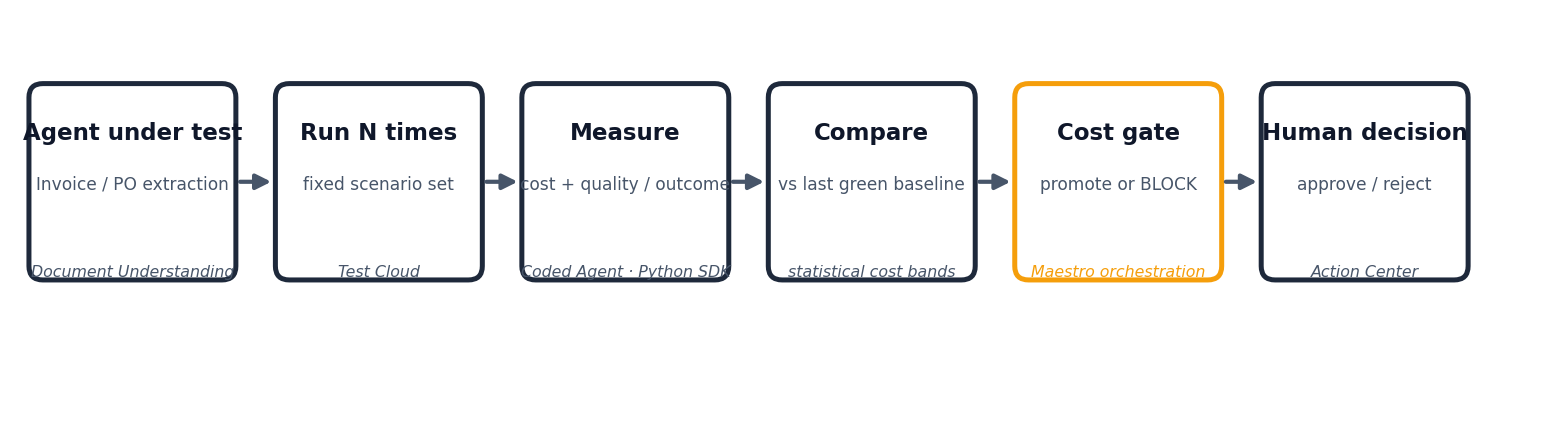 Agent under test
Invoice / PO extraction
Document Understanding
Run N times
fixed scenario set
Test Cloud
Measure
cost + quality / outcome
Coded Agent · Python SDK
Compare
vs last green baseline
statistical cost bands
Cost gate
promote or BLOCK
Maestro orchestration
Human decision
approve / reject
Action Center